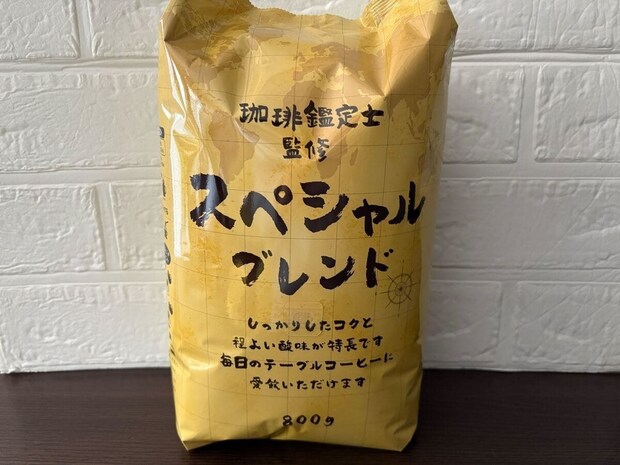 珈琲鑑定士
監修
スペシャル
ブレンド
しっかりしたコクと
程よい酸味が特長です
毎日のテーブルコーヒーに
愛飲いただけます
800g